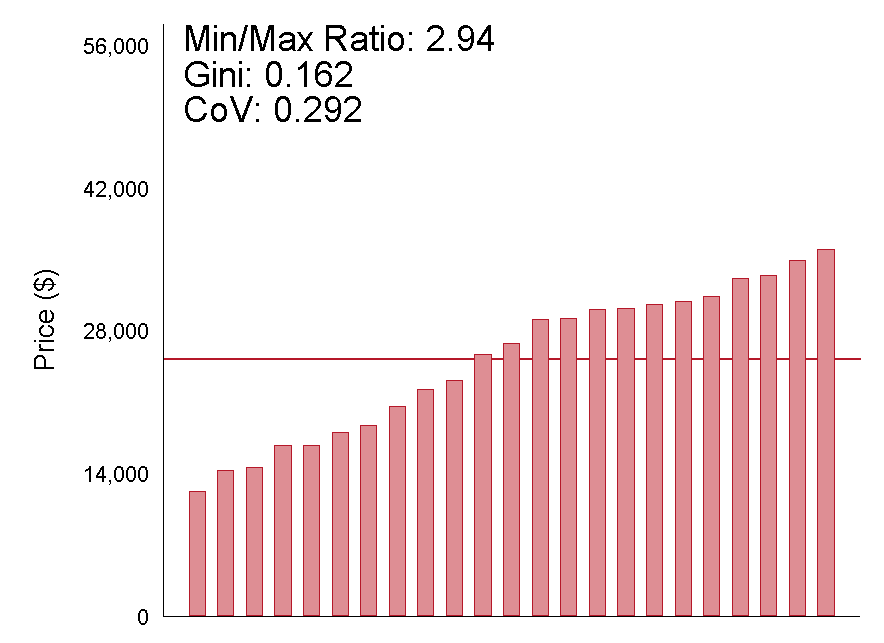 Min/Max Ratio: 2.94
Gini: 0.162
CoV: 0.292
56,000
42,000
28,000
14,000
0
Price ($)